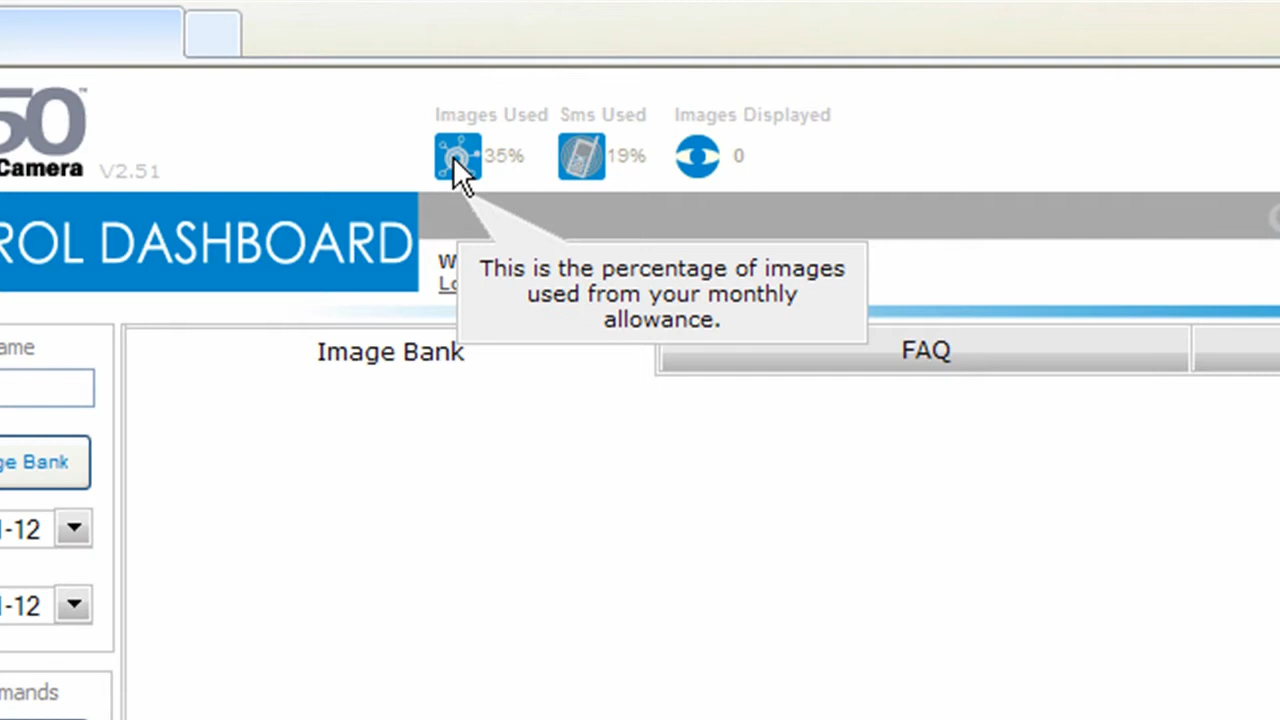 50™
Camera
V2.51
Images Used
35%
Sms Used
19%
Images Displayed
0
ROL DASHBOARD
This is the percentage of images
used from your monthly
allowance.
Image Bank
FAQ
ame
ge Bank
-12
-12
mands